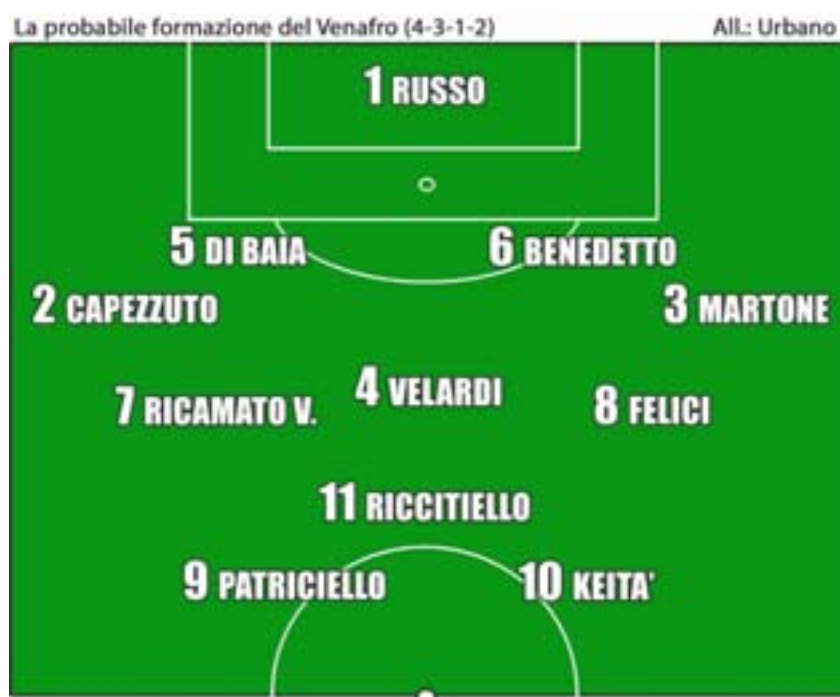 La probabile formazione del Venafro (4-3-1-2) All.: Urbano
1 RUSSO
5 DI BAIA 6 BENEDETTO
2 CAPEZZUTO 3 MARTONE
7 RICAMATO V. 4 VELARDI 8 FELICI
11 RICCITIELLO
9 PATRICIELLO 10 KEITA'